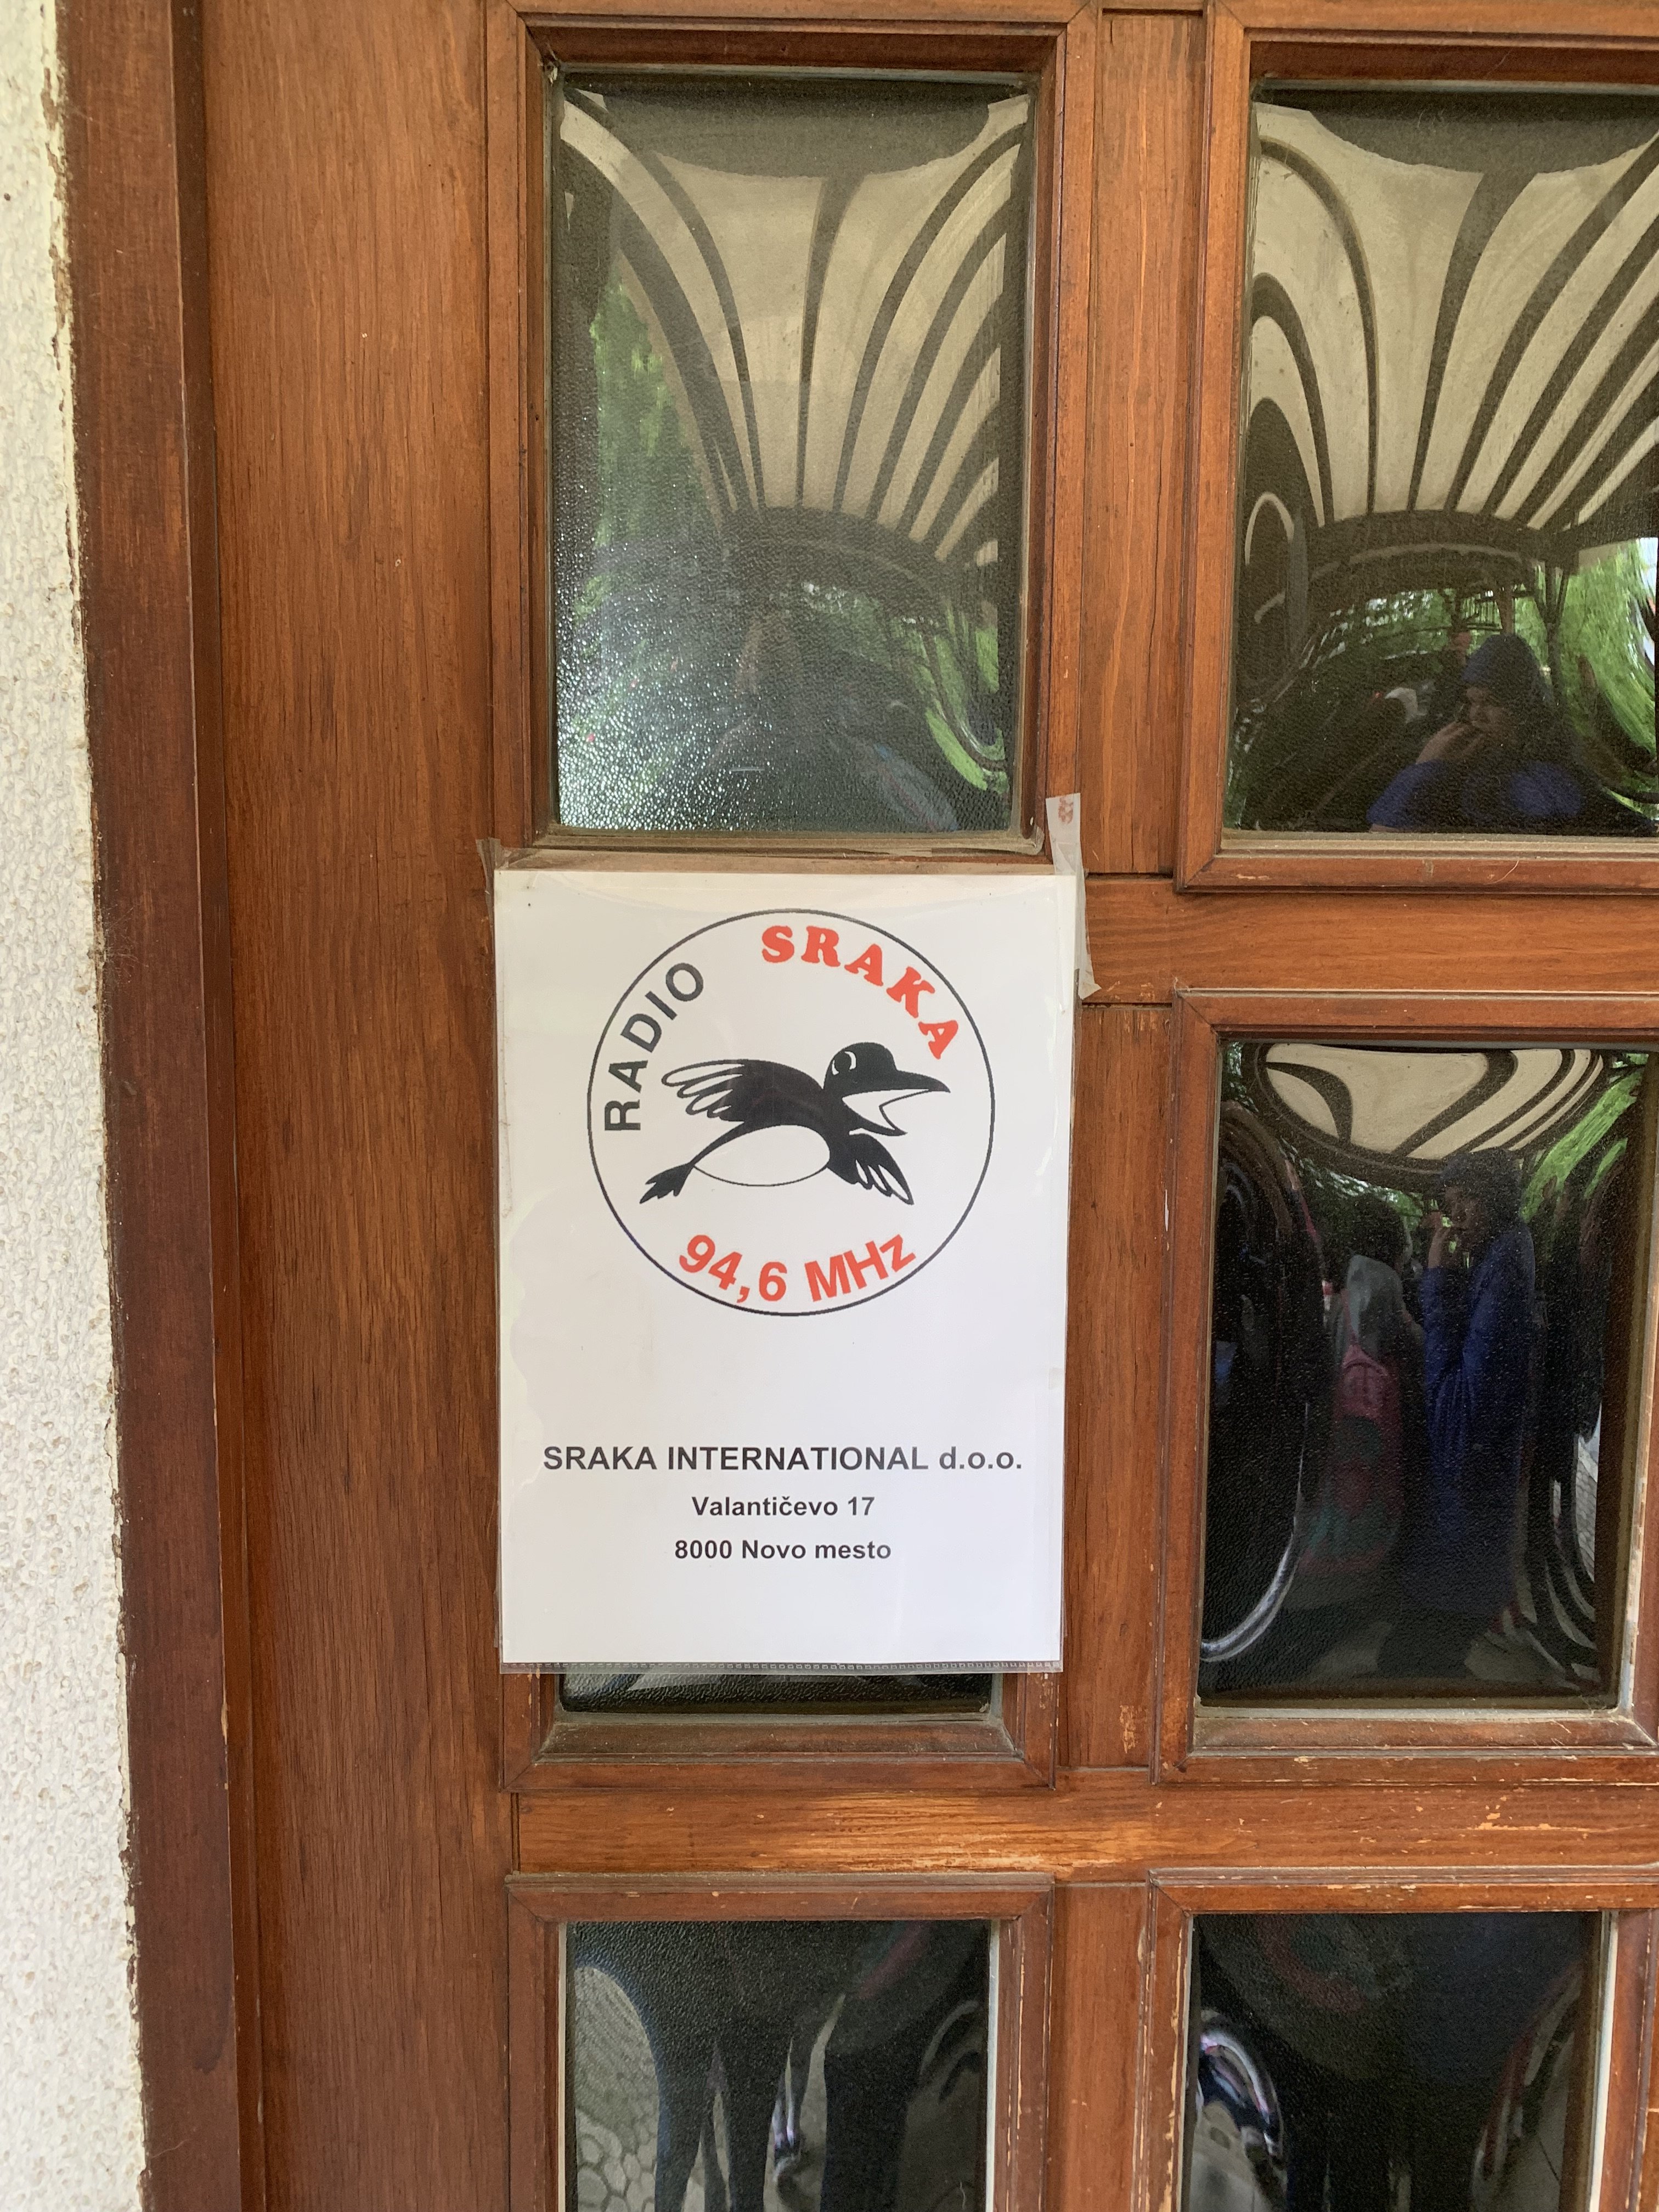 RADIO SRAKA
94,6 MHz
SRAKA INTERNATIONAL d.o.o.
Valantičevo 17
8000 Novo mesto